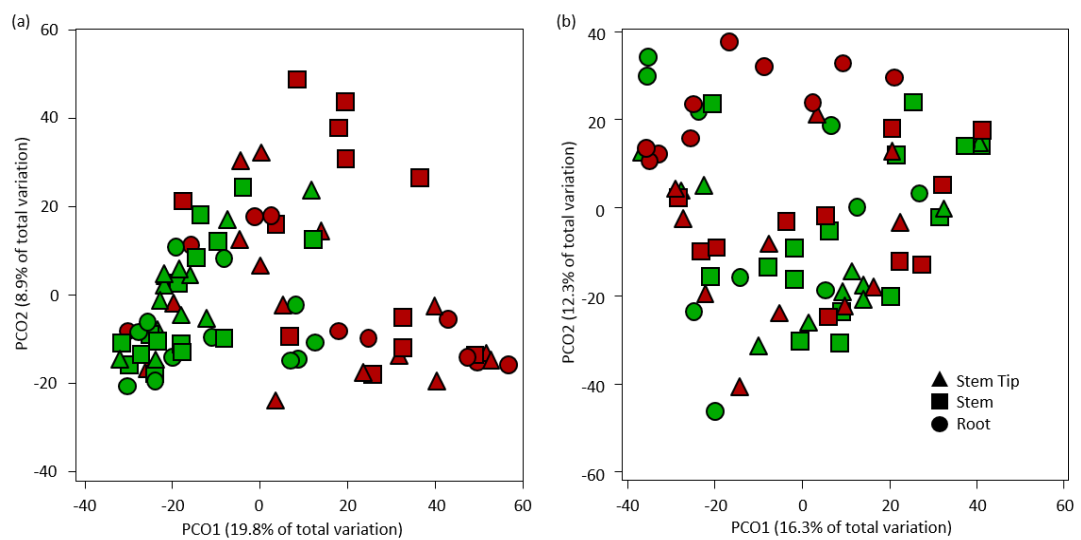 (a)
60
40
20
0
-20
-40
PCO2 (8.9% of total variation)
-40
-20
0
20
40
60
PCO1 (19.8% of total variation)
(b)
40
20
0
-20
-40
-60
PCO2 (12.3% of total variation)
Stem Tip
Stem
Root
-40
-20
0
20
40
60
PCO1 (16.3% of total variation)